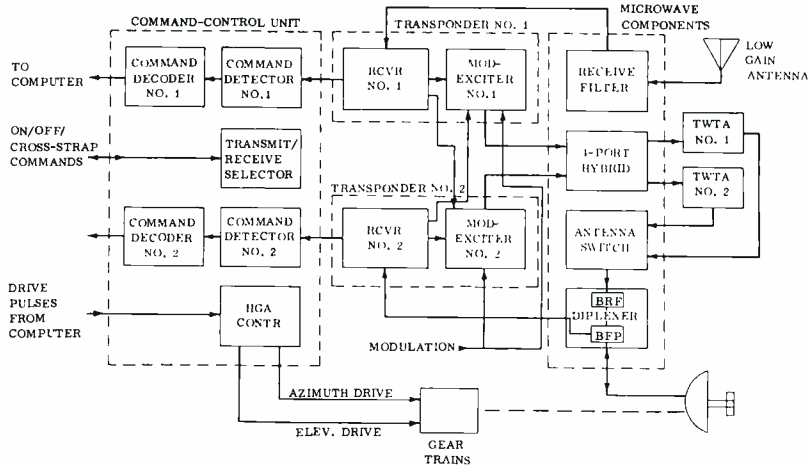 COMMAND-CONTROL UNIT
TRANSPONDER NO. 1
MICROWAVE
COMPONENTS
TO
COMPUTER
COMMAND
DECODER
NO. 1
COMMAND
DETECTOR
NO.1
RCVR
NO. 1
MOD-
EXCITER
NO.1
RECEIVE
FILTER
LOW
GAIN
ANTENNA
ON/OFF/
CROSS-STRAP
COMMANDS
TRANSMIT/
RECEIVE
SELECTOR
4-PORT
HYBRID
TWTA
NO. 1
TWTA
NO. 2
TRANSPONDER NO. 2
COMMAND
DECODER
NO. 2
COMMAND
DETECTOR
NO. 2
RCVR
NO. 2
MOD-
EXCITER
NO. 2
ANTENNA
SWITCH
DRIVE
PULSES
FROM
COMPUTER
HGA
CONTR
BRF
DIPLEXER
BFP
MODULATION
AZIMUTH DRIVE
ELEV. DRIVE
GEAR
TRAINS